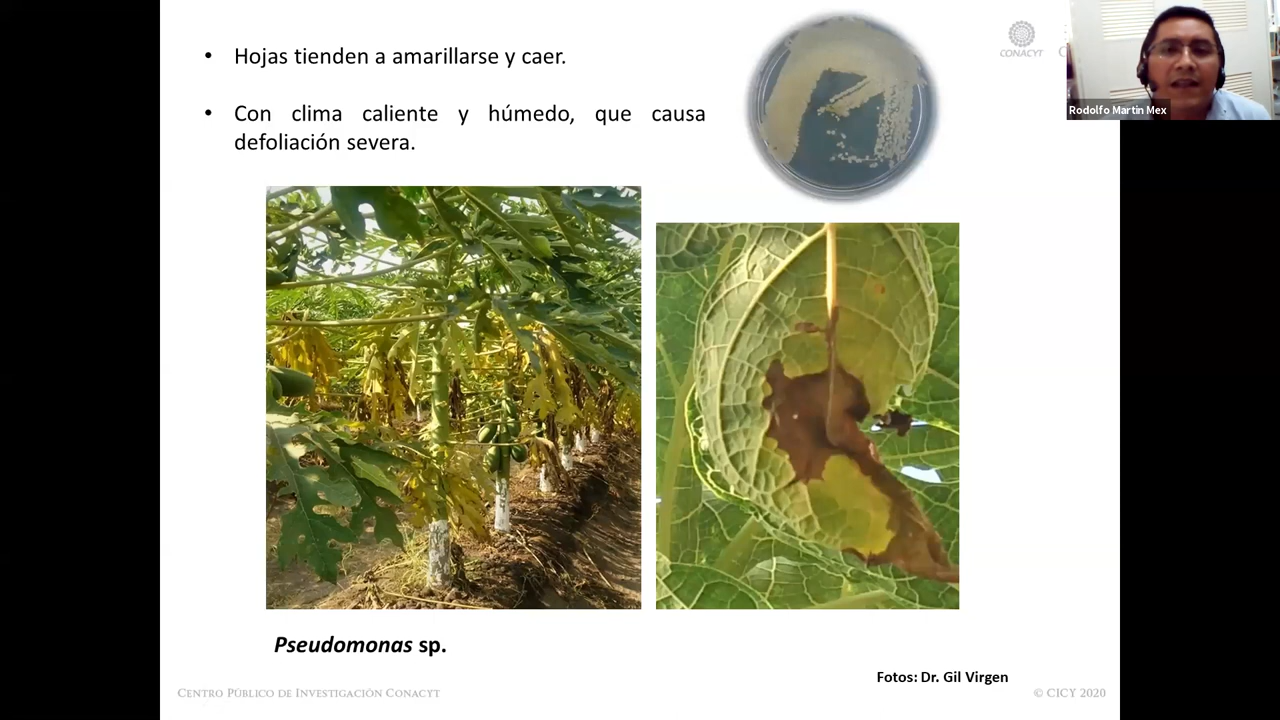 • Hojas tienden a amarillarse y caer.
• Con clima caliente y húmedo, que causa
defoliación severa.
CONACYT
Rodolfo Martín Mex
Pseudomonas sp.
Fotos: Dr. Gil Virgen
Centro Público de Investigación Conacyt
© CICY 2020